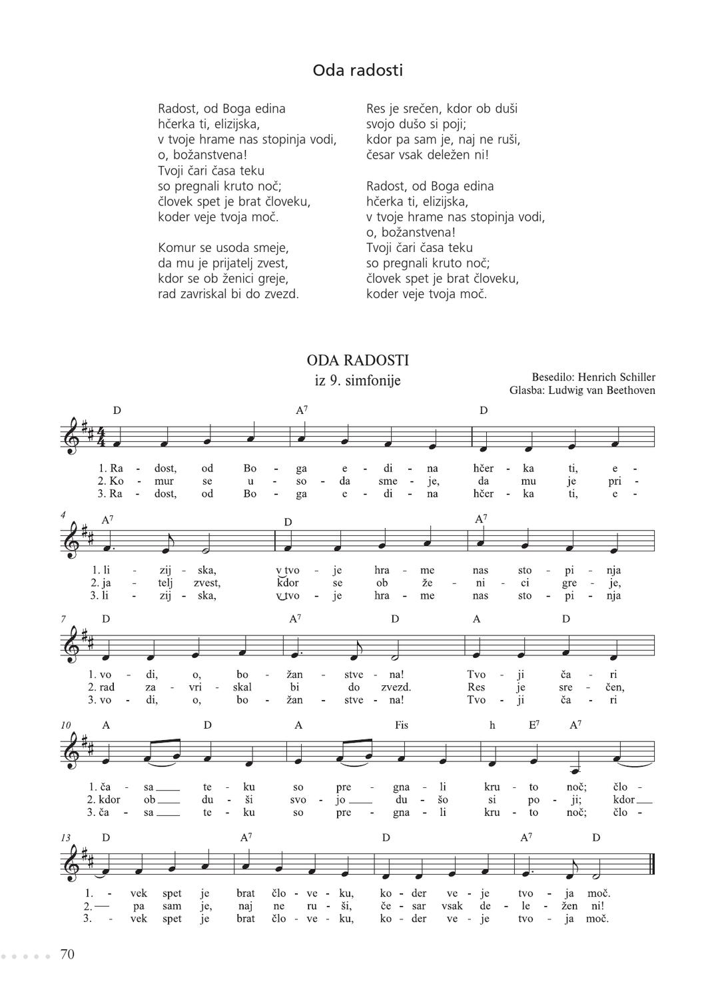 Oda radosti
Radost, od Boga edina
hčerka ti, elizijska,
v tvoje hrame nas stopinja vodi,
o, božanstvena!
Tvoji čari časa teku
so pregnali kruto noč;
človek spet je brat človeku,
koder veje tvoja moč.
Komur se usoda smeje,
da mu je prijatelj zvest,
kdor se ob ženici greje,
rad zavriskal bi do zvezd.
Res je srečen, kdor ob duši
svojo dušo si poji;
kdor pa sam je, naj ne ruši,
česar vsak deležen ni!
Radost, od Boga edina
hčerka ti, elizijska,
v tvoje hrame nas stopinja vodi,
o, božanstvena!
Tvoji čari časa teku
so pregnali kruto noč;
človek spet je brat človeku,
koder veje tvoja moč.
ODA RADOSTI
iz 9. simfonije
Besedilo: Henrich Schiller
Glasba: Ludwig van Beethoven
D A7 D
4
4
1. Ra - dost, od Bo - ga e - di - na hčer - ka ti, e -
2. Ko - mur se u - so - da sme - je, da mu je pri -
3. Ra - dost, od Bo - ga e - di - na hčer - ka ti, e -
4 A7 D A7
1. li - zij - ska, v tvo - je hra - me nas sto - pi - nja
2. ja - telj zvest, kdor se ob že - ni - ci gre - je,
3. li - zij - ska, v tvo - je hra - me nas sto - pi - nja
7 D A7 D A D
1. vo - di, o, bo - žan - stve - na! Tvo - ji ča - ri
2. rad za - vri - skal bi do zvezd. Res je sre - čen,
3. vo - di, o, bo - žan - stve - na! Tvo - ji ča - ri
10 A D A Fis h E7 A7
1. ča - sa ___ te - ku so pre - gna - li kru - to noč; člo -
2. kdor ob ___ du - ši svo - jo ___ du - šo si po - ji; kdor ___
3. ča - sa ___ te - ku so pre - gna - li kru - to noč; člo -
13 D A7 D A7 D
1. - vek spet je brat člo - ve - ku, ko - der ve - je tvo - ja moč.
2. ___ pa sam je, naj ne ru - ši, če - sar vsak de - le - žen ni!
3. - vek spet je brat člo - ve - ku, ko - der ve - je tvo - ja moč.
70